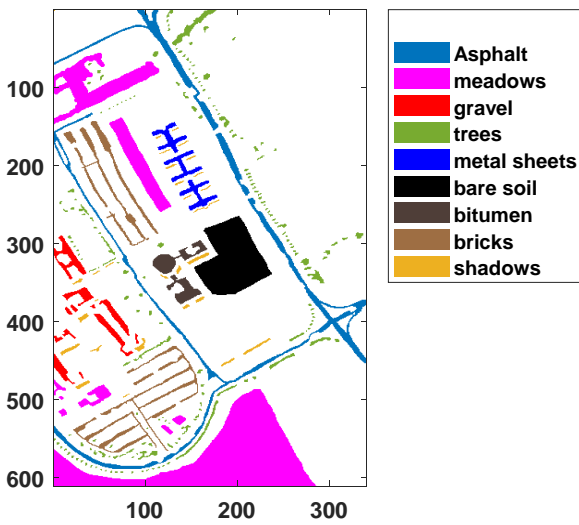 100
200
300
400
500
600
100
200
300
Asphalt
meadows
gravel
trees
metal sheets
bare soil
bitumen
bricks
shadows